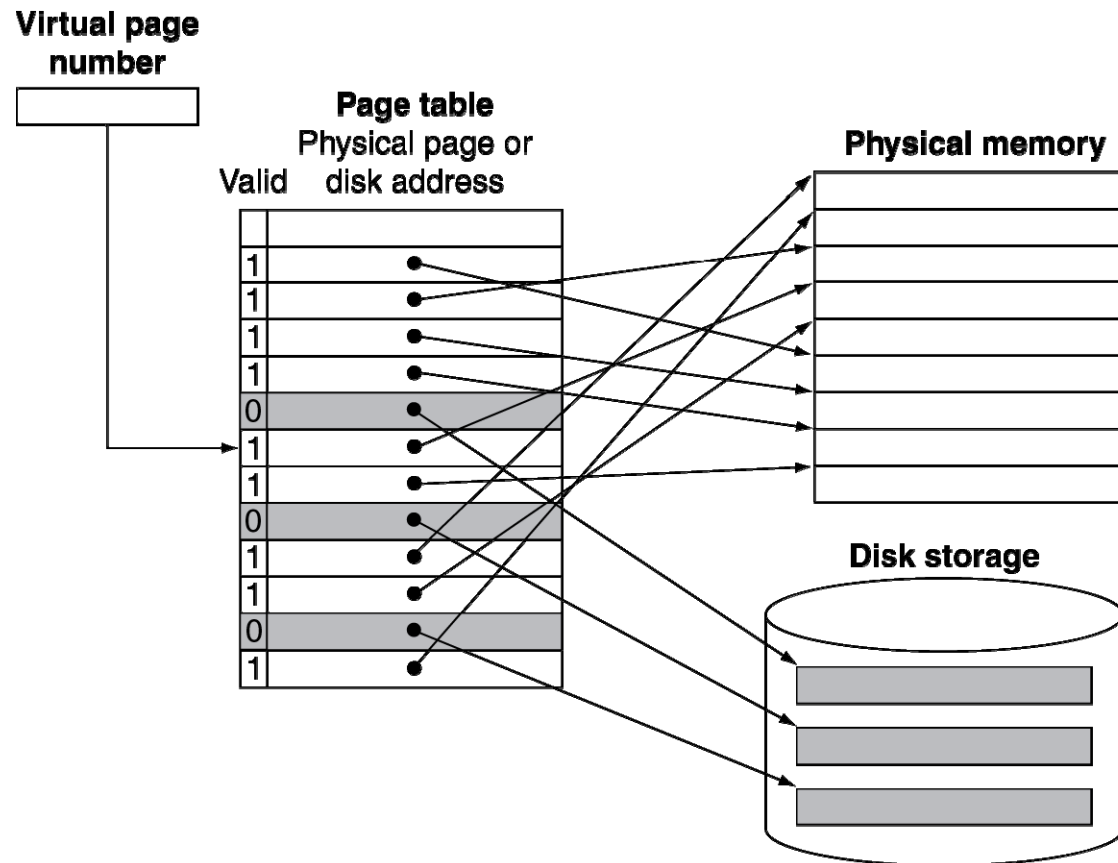 Virtual page
number
Page table
Physical page or
Valid disk address
Physical memory
1
1
1
1
0
1
1
0
1
1
0
1
Disk storage